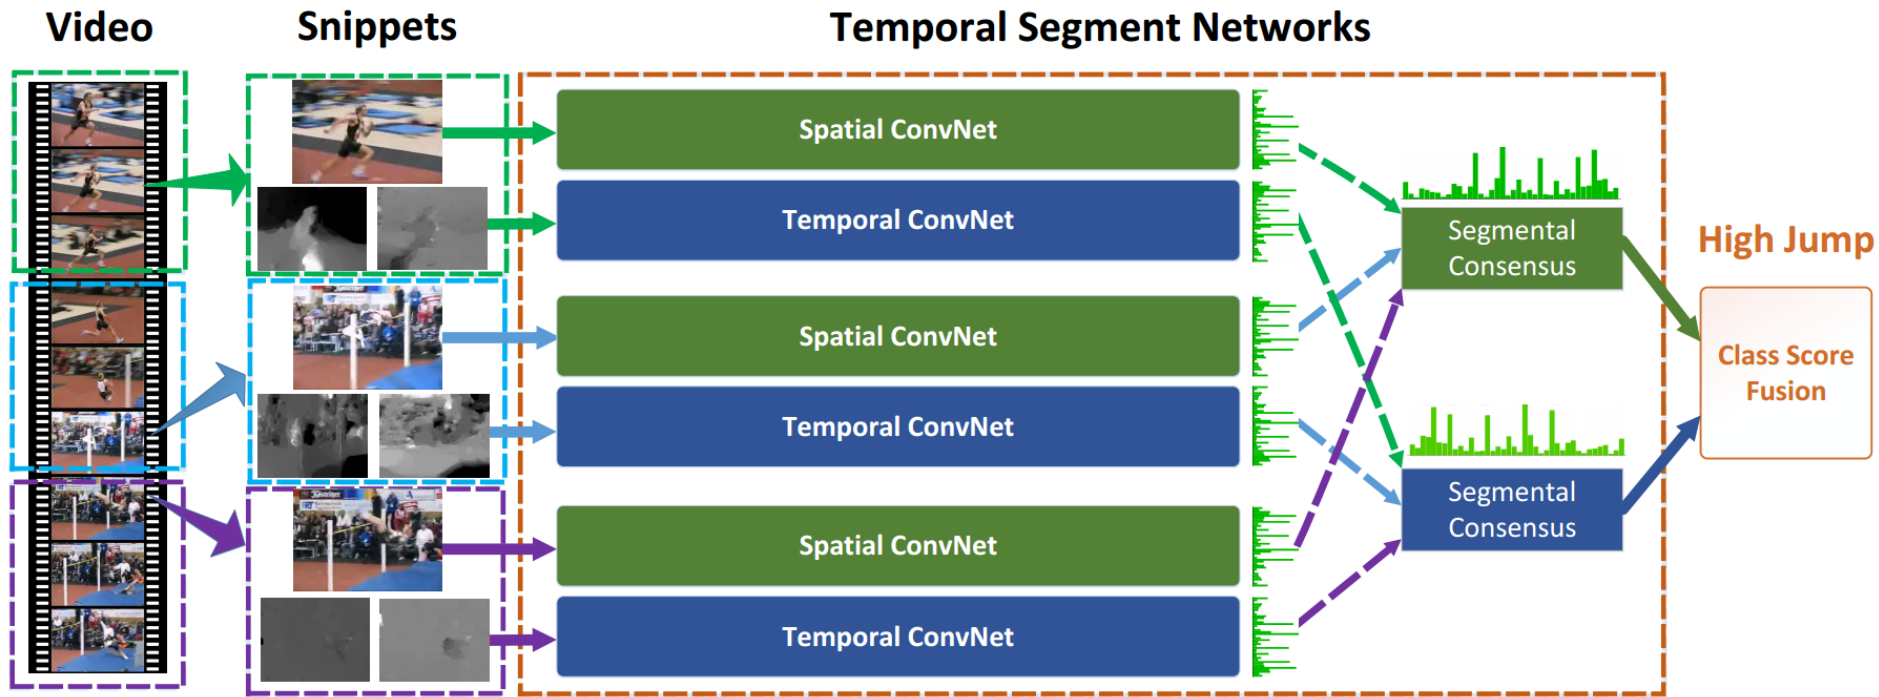 Video
Snippets
Temporal Segment Networks
Spatial ConvNet
Temporal ConvNet
Segmental
Consensus
High Jump
Spatial ConvNet
Class Score
Fusion
Temporal ConvNet
Segmental
Consensus
Spatial ConvNet
Temporal ConvNet